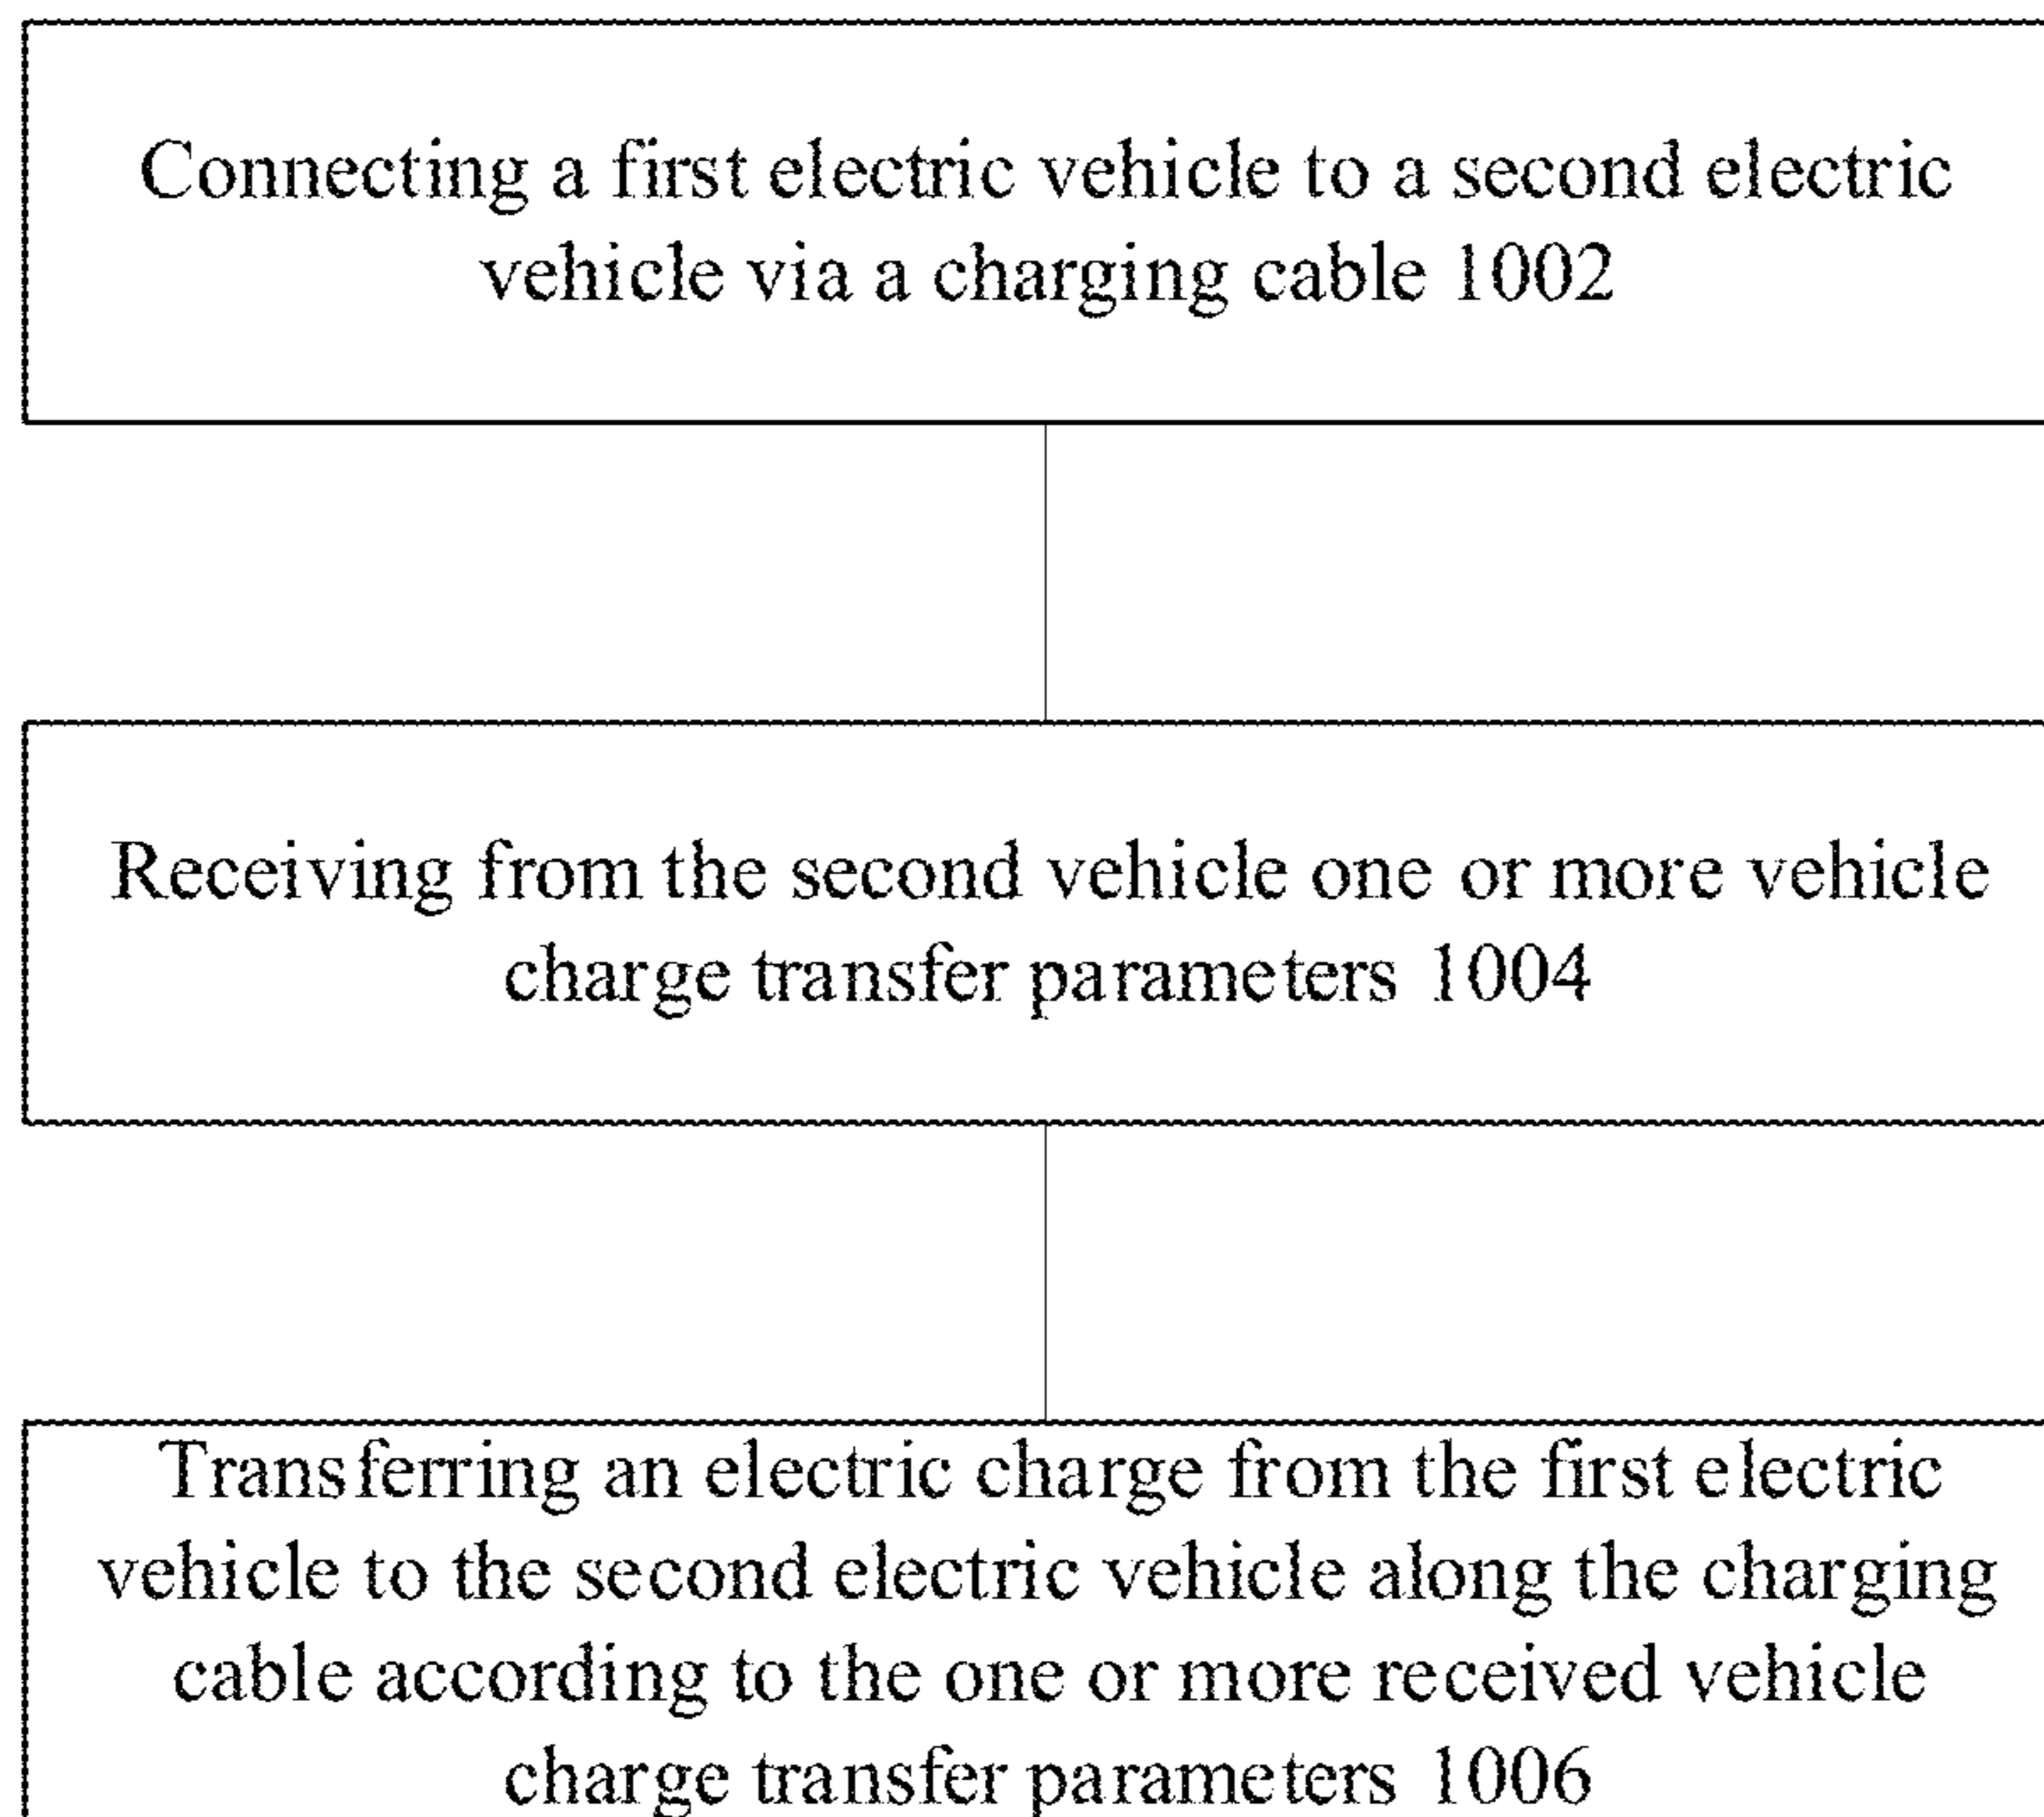 Connecting a first electric vehicle to a second electric
vehicle via a charging cable 1002
Receiving from the second vehicle one or more vehicle
charge transfer parameters 1004
Transferring an electric charge from the first electric
vehicle to the second electric vehicle along the charging
cable according to the one or more received vehicle
charge transfer parameters 1006